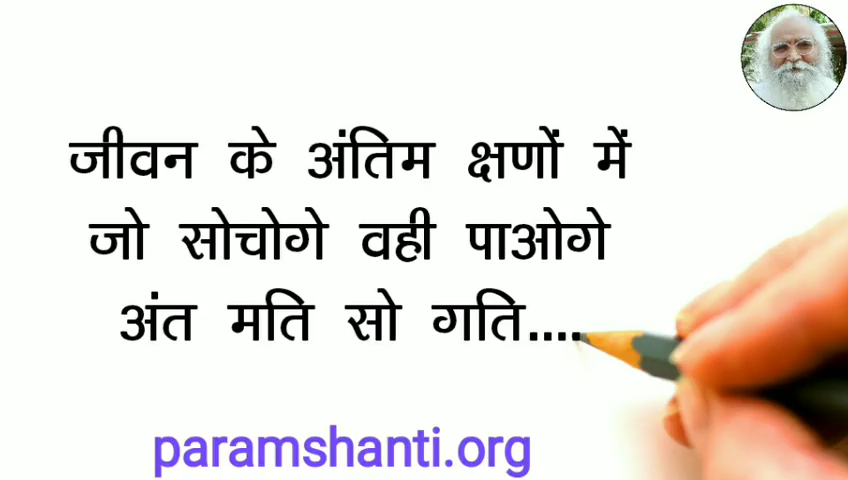 जीवन के अंतिम क्षणों में
जो सोचोगे वही पाओगे
अंत मति सो गति....
paramshanti.org